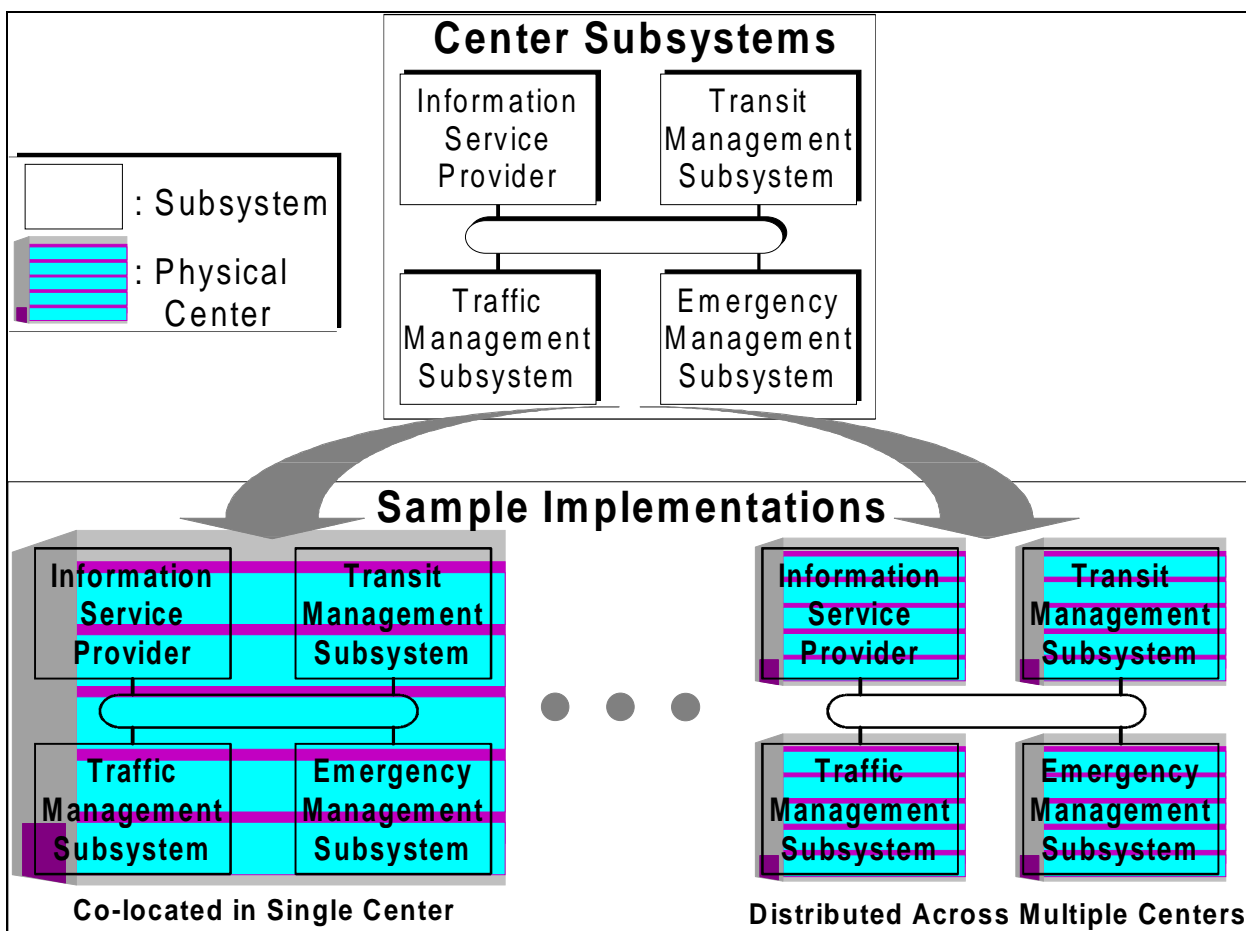 Center Subsystems
Information
Service
Provider
Transit
Management
Subsystem
: Subsystem
: Physical
Center
Traffic
Management
Subsystem
Emergency
Management
Subsystem
Sample Implementations
Information
Service
Provider
Transit
Management
Subsystem
Traffic
Management
Subsystem
Emergency
Management
Subsystem
Co-located in Single Center
Information
Service
Provider
Transit
Management
Subsystem
Traffic
Management
Subsystem
Emergency
Management
Subsystem
Distributed Across Multiple Centers